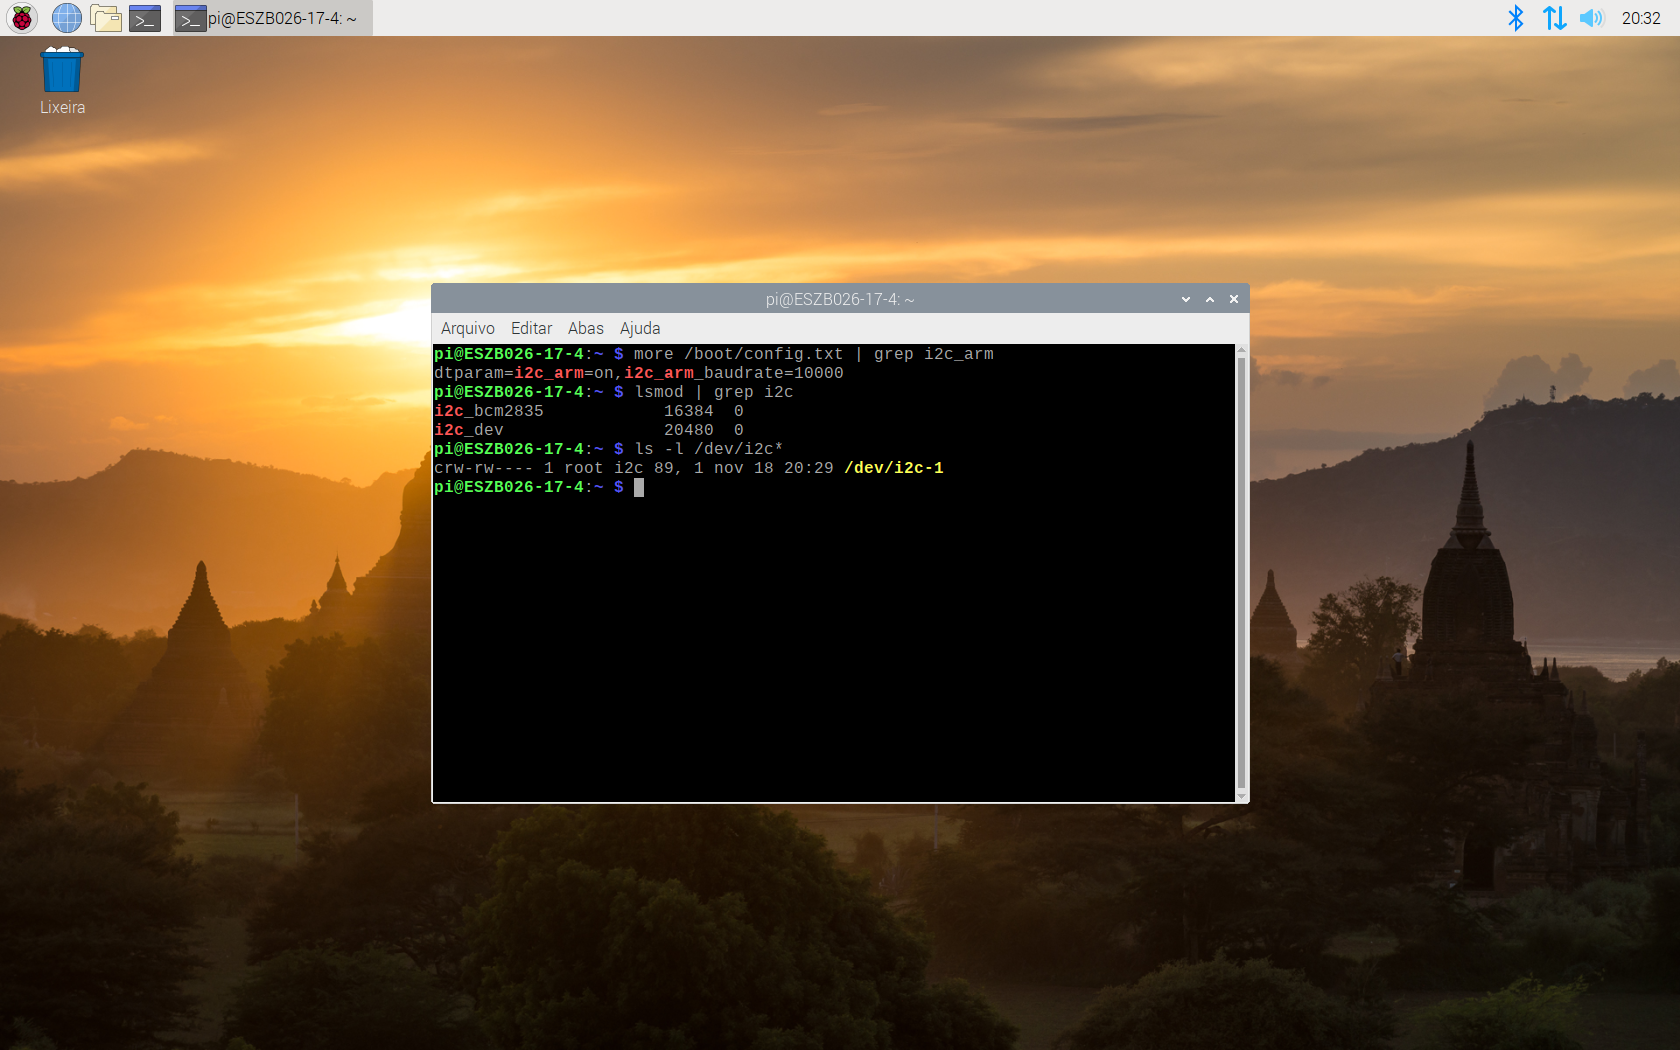 pi@ESZB026-17-4: ~
20:32
Lixeira
pi@ESZB026-17-4: ~
Arquivo Editar Abas Ajuda
pi@ESZB026-17-4:~ $ more /boot/config.txt | grep i2c_arm
dtparam=i2c_arm=on,i2c_arm_baudrate=10000
pi@ESZB026-17-4:~ $ lsmod | grep i2c
i2c_bcm2835            16384  0
i2c_dev                20480  0
pi@ESZB026-17-4:~ $ ls -l /dev/i2c*
crw-rw---- 1 root i2c 89, 1 nov 18 20:29 /dev/i2c-1
pi@ESZB026-17-4:~ $